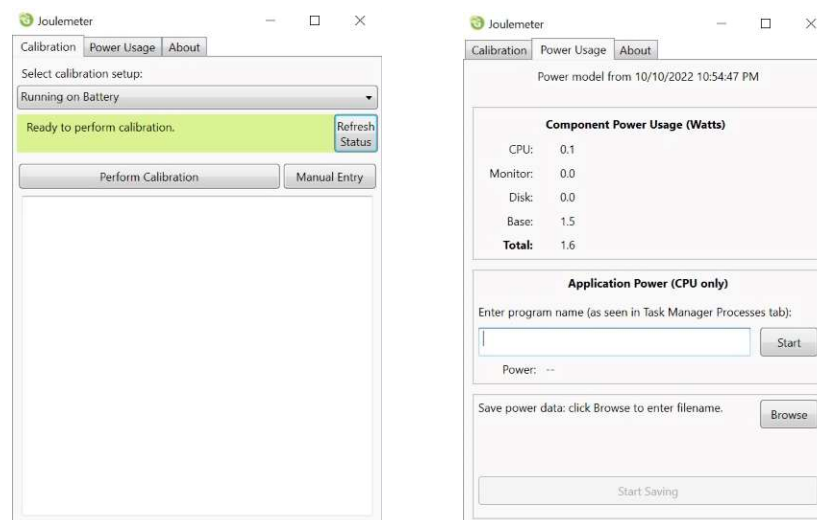 Joulemeter
Calibration Power Usage About
Select calibration setup:
Running on Battery
Ready to perform calibration.
Refresh
Status
Perform Calibration
Manual Entry
Joulemeter
Calibration Power Usage About
Power model from 10/10/2022 10:54:47 PM
Component Power Usage (Watts)
CPU: 0.1
Monitor: 0.0
Disk: 0.0
Base: 1.5
Total: 1.6
Application Power (CPU only)
Enter program name (as seen in Task Manager Processes tab):
Start
Power: --
Save power data: click Browse to enter filename.
Browse
Start Saving